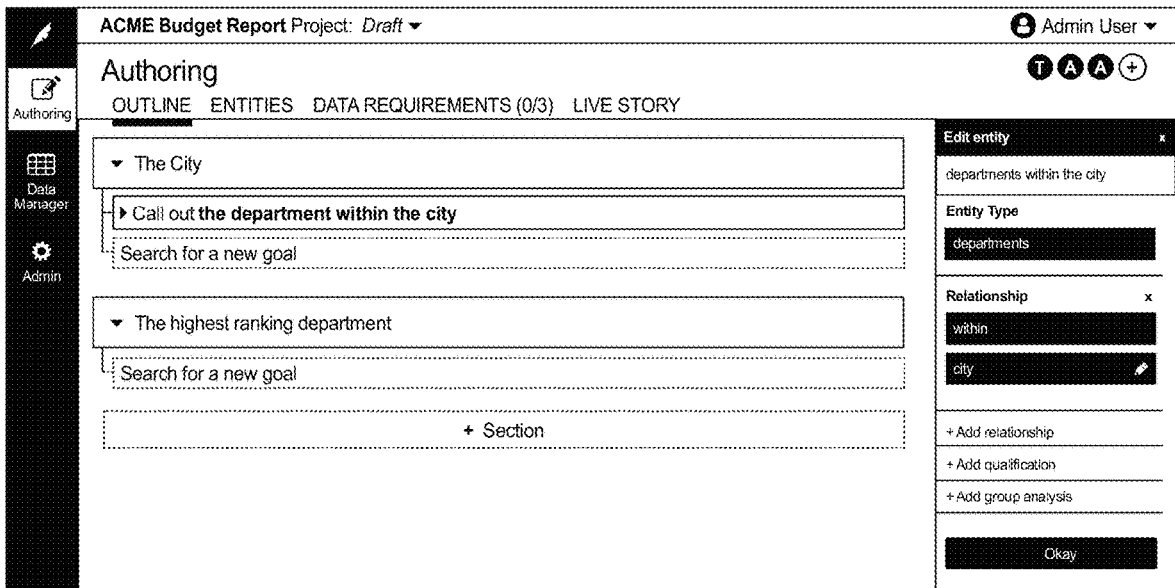 ACME Budget Report Project: Draft
Admin User
Authoring
T A A +
Authoring
OUTLINE ENTITIES DATA REQUIREMENTS (0/3) LIVE STORY
Data
Manager
Admin
The City
Call out the department within the city
Search for a new goal
The highest ranking department
Search for a new goal
+ Section
Edit entity x
departments within the city
Entity Type
departments
Relationship x
within
city
+ Add relationship
+ Add qualification
+ Add group analysis
Okay